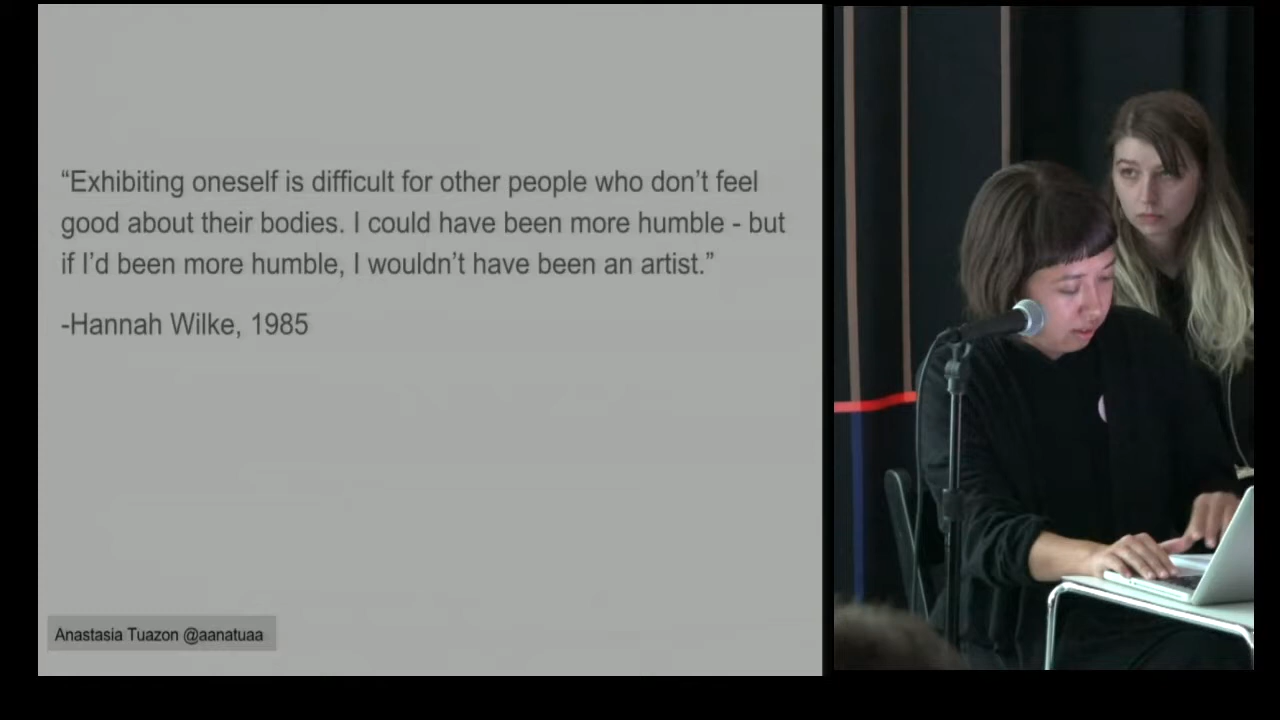 “Exhibiting oneself is difficult for other people who don’t feel
good about their bodies. I could have been more humble - but
if I’d been more humble, I wouldn’t have been an artist.”
-Hannah Wilke, 1985
Anastasia Tuazon @aanatuaa